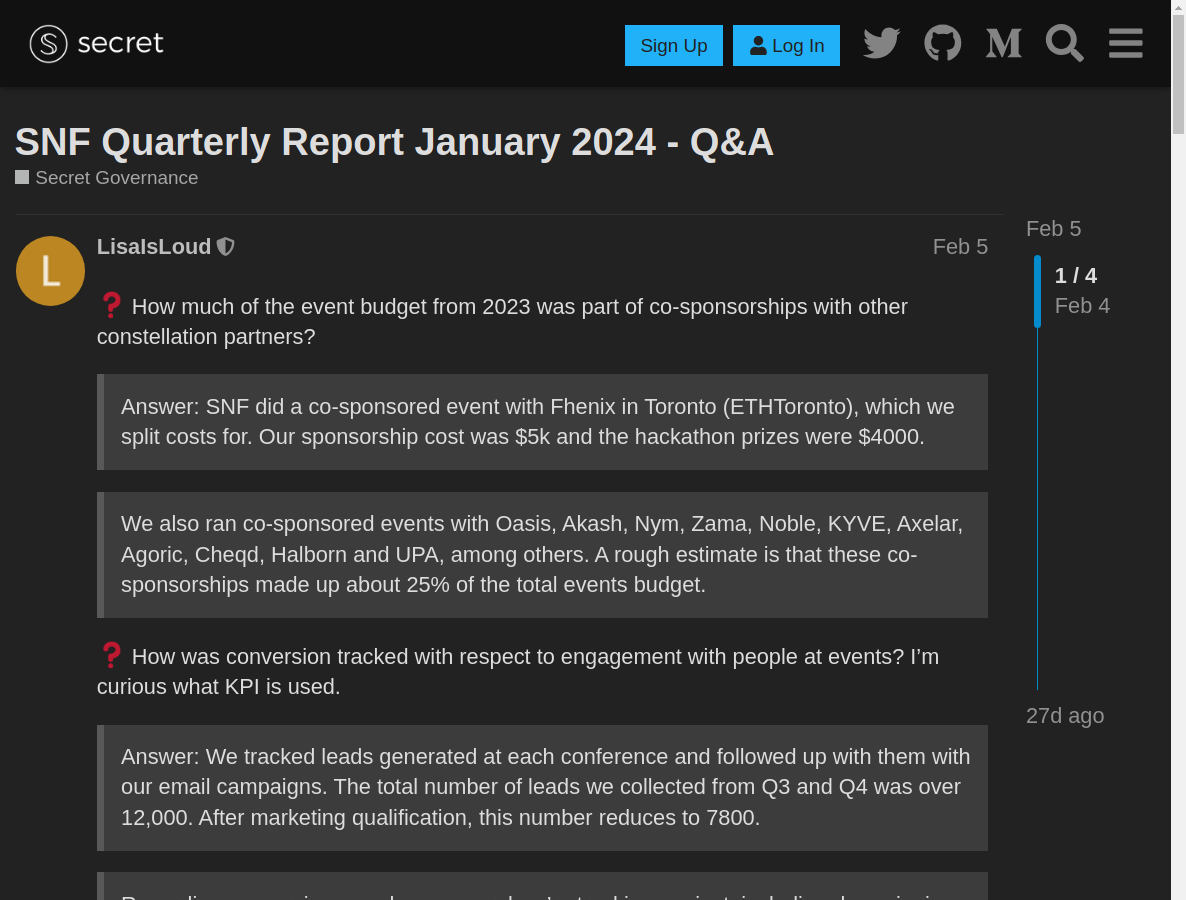 secret
Sign Up
Log In
SNF Quarterly Report January 2024 - Q&A
Secret Governance
L
LisaIsLoud
Feb 5
Feb 5
1 / 4
Feb 4
❓ How much of the event budget from 2023 was part of co-sponsorships with other
constellation partners?
Answer: SNF did a co-sponsored event with Fhenix in Toronto (ETHToronto), which we
split costs for. Our sponsorship cost was $5k and the hackathon prizes were $4000.
We also ran co-sponsored events with Oasis, Akash, Nym, Zama, Noble, KYVE, Axelar,
Agoric, Cheqd, Halborn and UPA, among others. A rough estimate is that these co-
sponsorships made up about 25% of the total events budget.
❓ How was conversion tracked with respect to engagement with people at events? I’m
curious what KPI is used.
27d ago
Answer: We tracked leads generated at each conference and followed up with them with
our email campaigns. The total number of leads we collected from Q3 and Q4 was over
12,000. After marketing qualification, this number reduces to 7800.